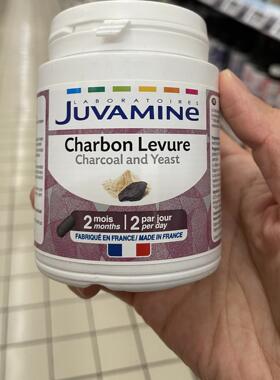 LABORATOIRES
JUVAMINE
Charbon Levure
Charcoal and Yeast
2 mois months 2 par jour per day
FABRIQUÉ EN FRANCE / MADE IN FRANCE